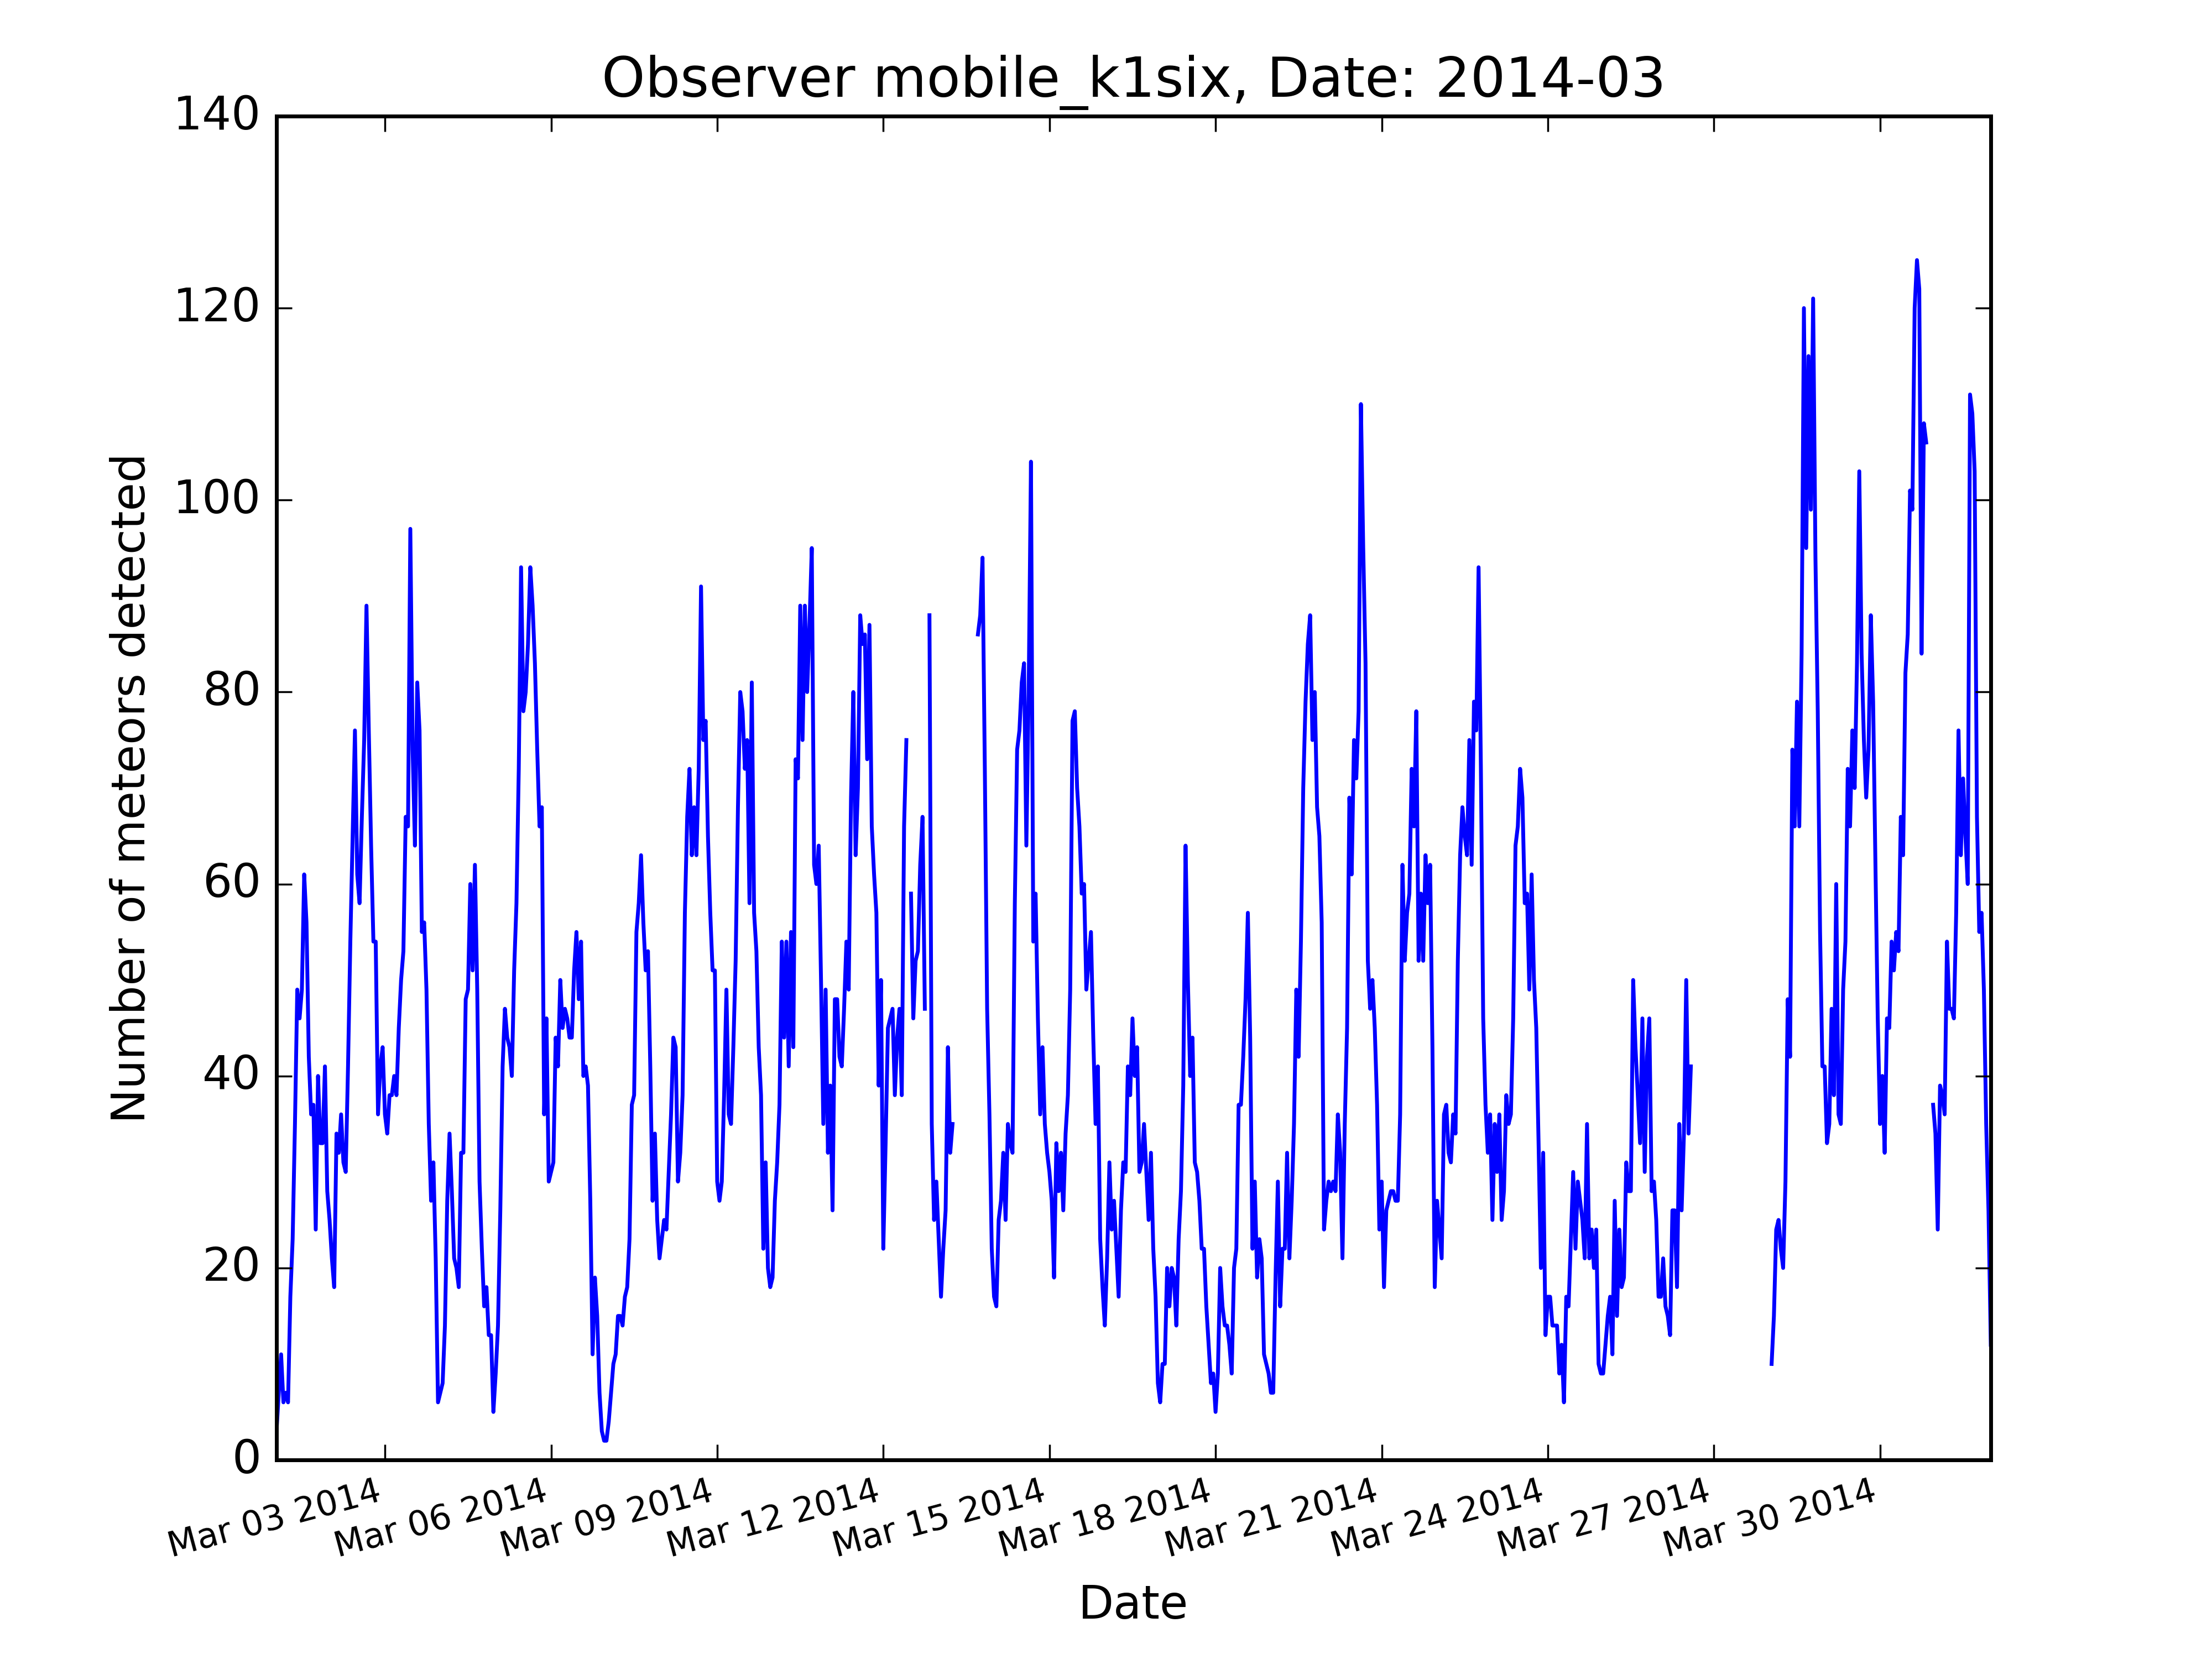 Observer mobile_k1six, Date: 2014-03
140
120
100
80
60
40
20
0
Number of meteors detected
Mar 03 2014
Mar 06 2014
Mar 09 2014
Mar 12 2014
Mar 15 2014
Mar 18 2014
Mar 21 2014
Mar 24 2014
Mar 27 2014
Mar 30 2014
Date